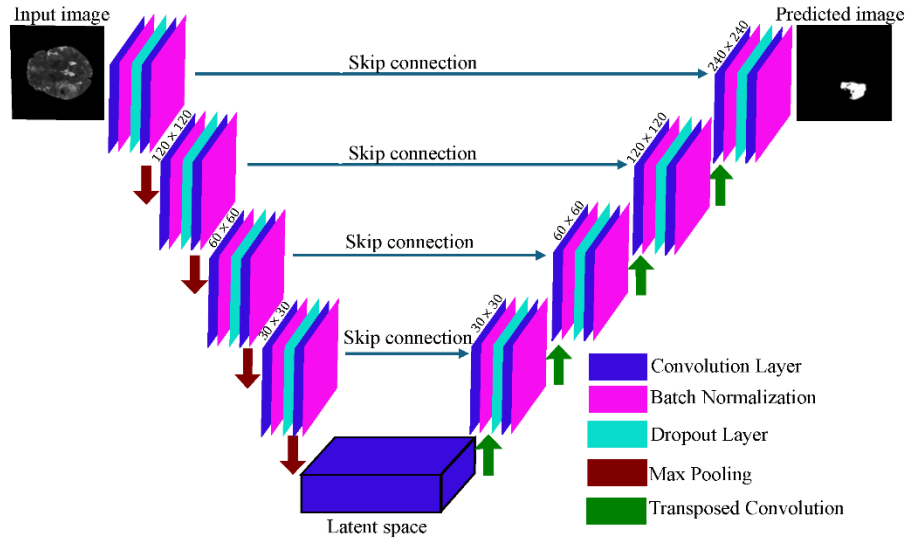 Input image
Predicted image
Skip connection
240 × 240
120 × 120
Skip connection
120 × 120
60 × 60
Skip connection
60 × 60
30 × 30
Skip connection
30 × 30
Latent space
Convolution Layer
Batch Normalization
Dropout Layer
Max Pooling
Transposed Convolution